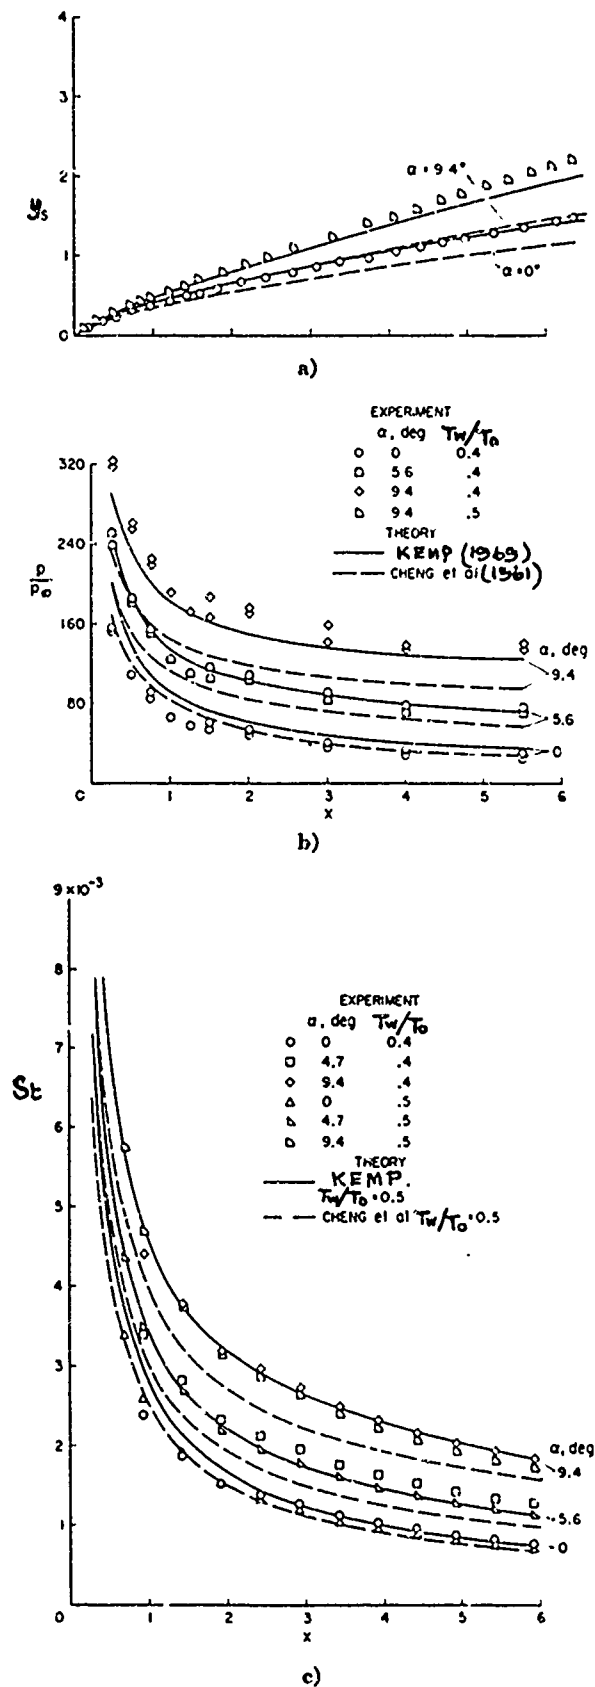 4
3
2
1
0
ys
α = 9.4°
α = 0°
a)
EXPERIMENT
α, deg Tw/To
0 0.4
5.6 .4
9.4 .4
9.4 .5
THEORY
KEMP (1969)
CHENG et al (1961)
320
240
160
80
0
p/p∞
α, deg
9.4
5.6
0
0 1 2 3 4 5 6
x
b)
9×10⁻³
8
7
6
5
4
3
2
1
St
EXPERIMENT
α, deg Tw/To
0 0.4
4.7 .4
9.4 .4
0 .5
4.7 .5
9.4 .5
THEORY
KEMP.
Tw/To = 0.5
CHENG et al Tw/To = 0.5
α, deg
9.4
5.6
0
0 1 2 3 4 5 6
x
c)